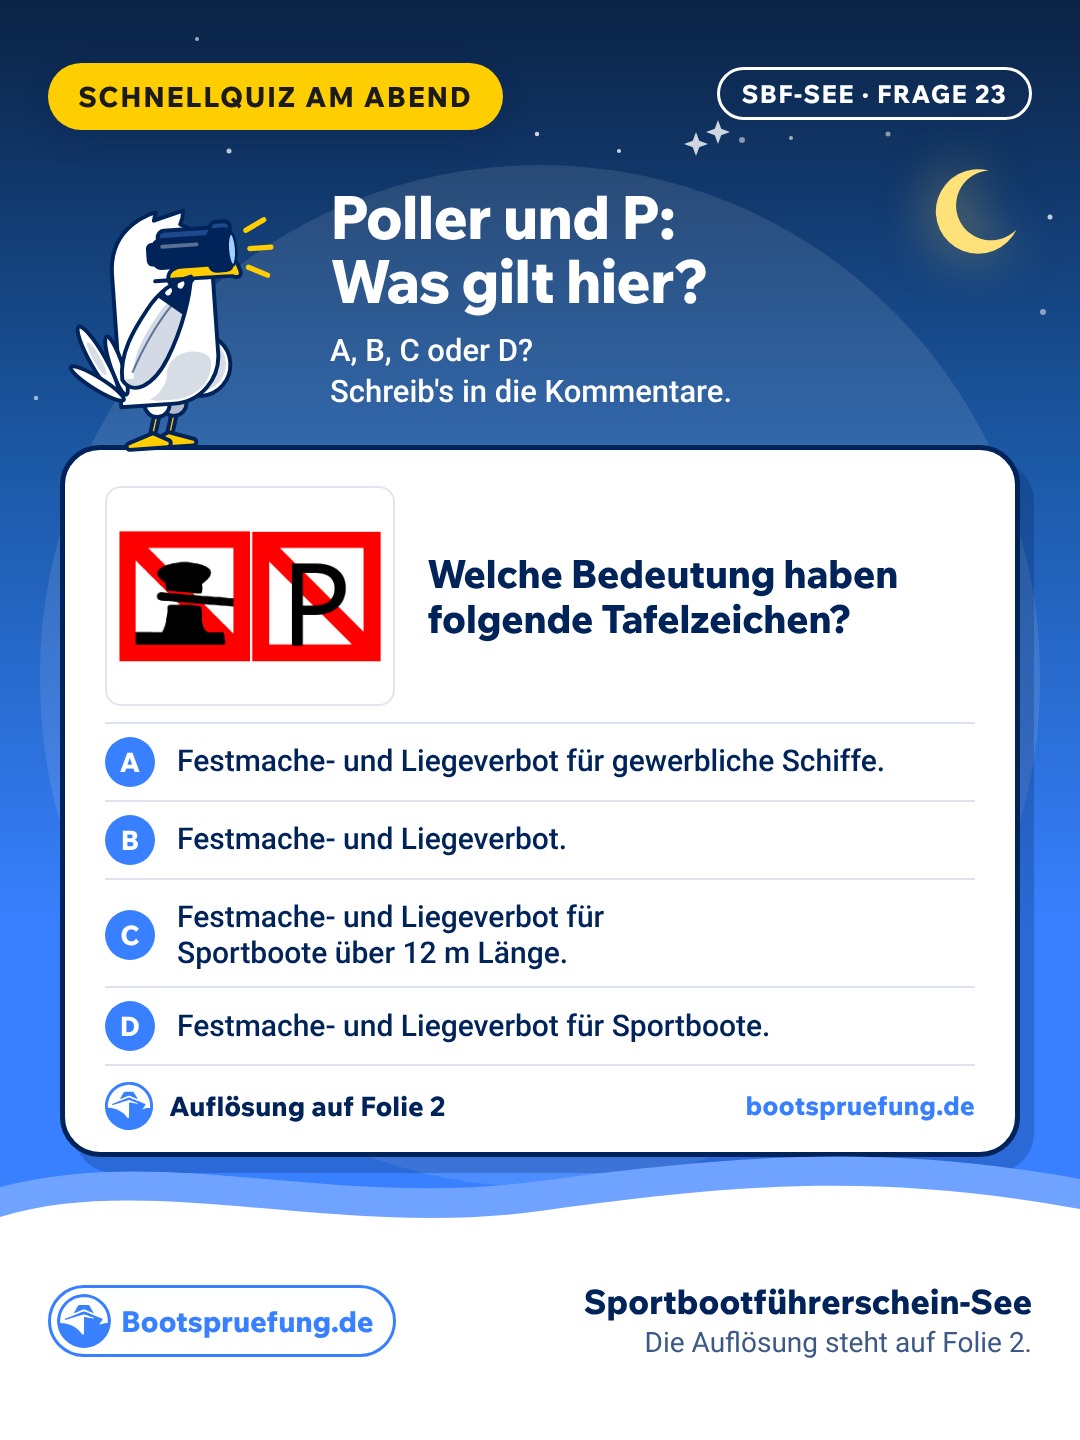 SCHNELLQUIZ AM ABEND
SBF-SEE · FRAGE 23
Poller und P:
Was gilt hier?
A, B, C oder D?
Schreib's in die Kommentare.
P
Welche Bedeutung haben
folgende Tafelzeichen?
A Festmache- und Liegeverbot für gewerbliche Schiffe.
B Festmache- und Liegeverbot.
C Festmache- und Liegeverbot für
Sportboote über 12 m Länge.
D Festmache- und Liegeverbot für Sportboote.
Auflösung auf Folie 2
bootspruefung.de
Bootspruefung.de
Sportbootführerschein-See
Die Auflösung steht auf Folie 2.